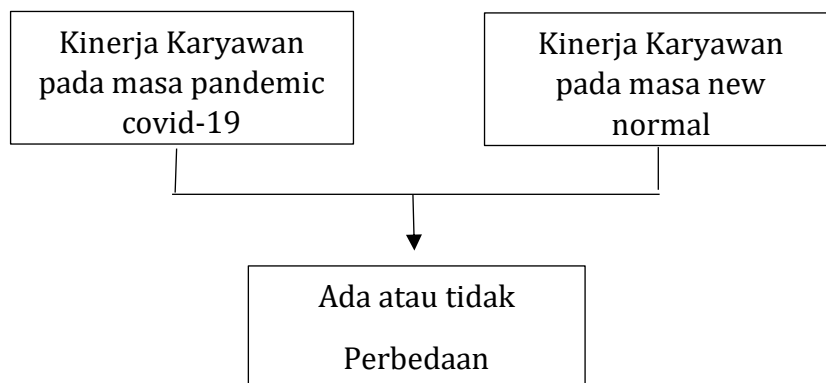 Kinerja Karyawan
pada masa pandemic
covid-19
Kinerja Karyawan
pada masa new
normal
Ada atau tidak
Perbedaan